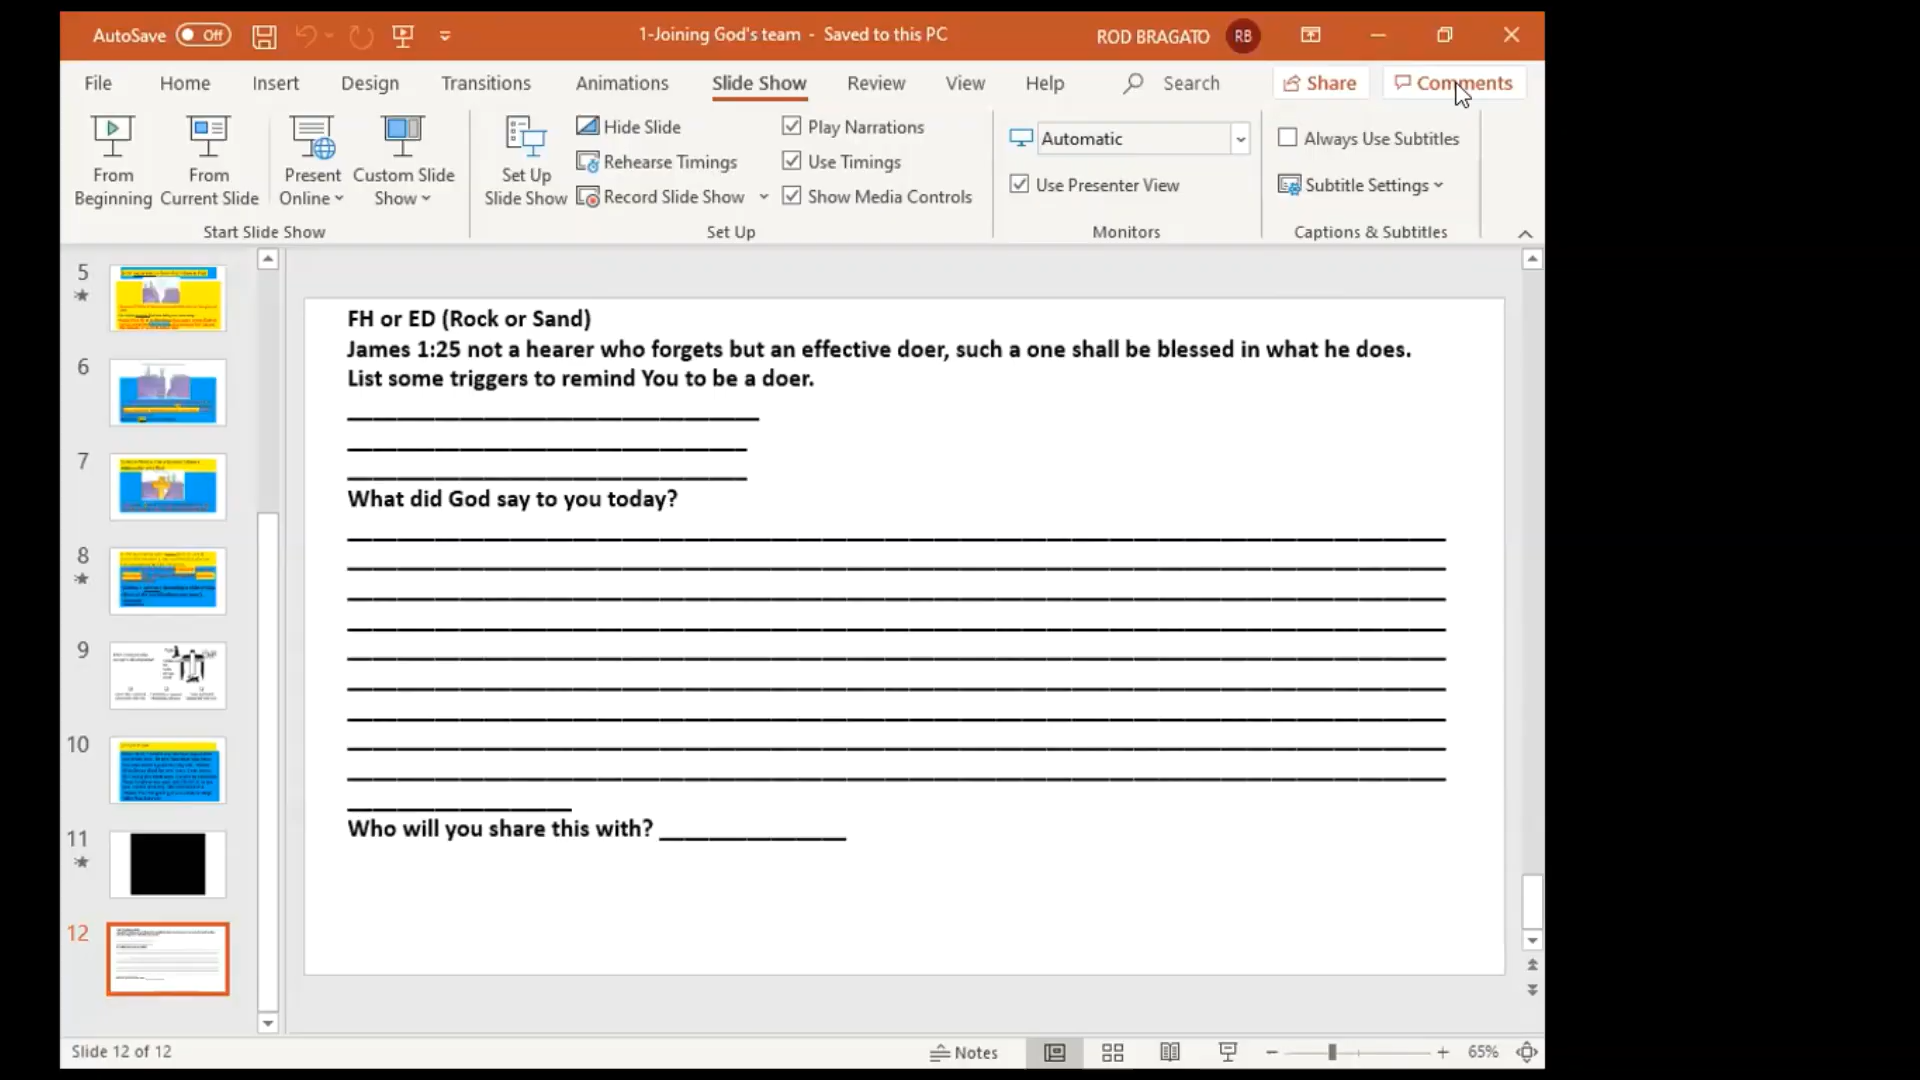 AutoSave Off
1-Joining God's team - Saved to this PC
ROD BRAGATO RB
File Home Insert Design Transitions Animations Slide Show Review View Help Search Share Comments
From Beginning
From Current Slide
Present Online
Custom Slide Show
Start Slide Show
Set Up Slide Show
Hide Slide
Rehearse Timings
Record Slide Show
Play Narrations
Use Timings
Show Media Controls
Set Up
Automatic
Use Presenter View
Monitors
Always Use Subtitles
Subtitle Settings
Captions & Subtitles
5
6
7
8
9
10
11
12
FH or ED (Rock or Sand)
James 1:25 not a hearer who forgets but an effective doer, such a one shall be blessed in what he does.
List some triggers to remind You to be a doer.
What did God say to you today?
Who will you share this with?
Slide 12 of 12
Notes
65%